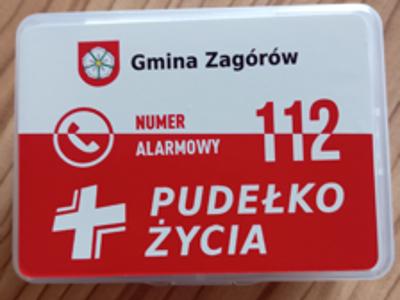 Gmina Zagórów
NUMER
ALARMOWY
112
PUDEŁKO
ŻYCIA